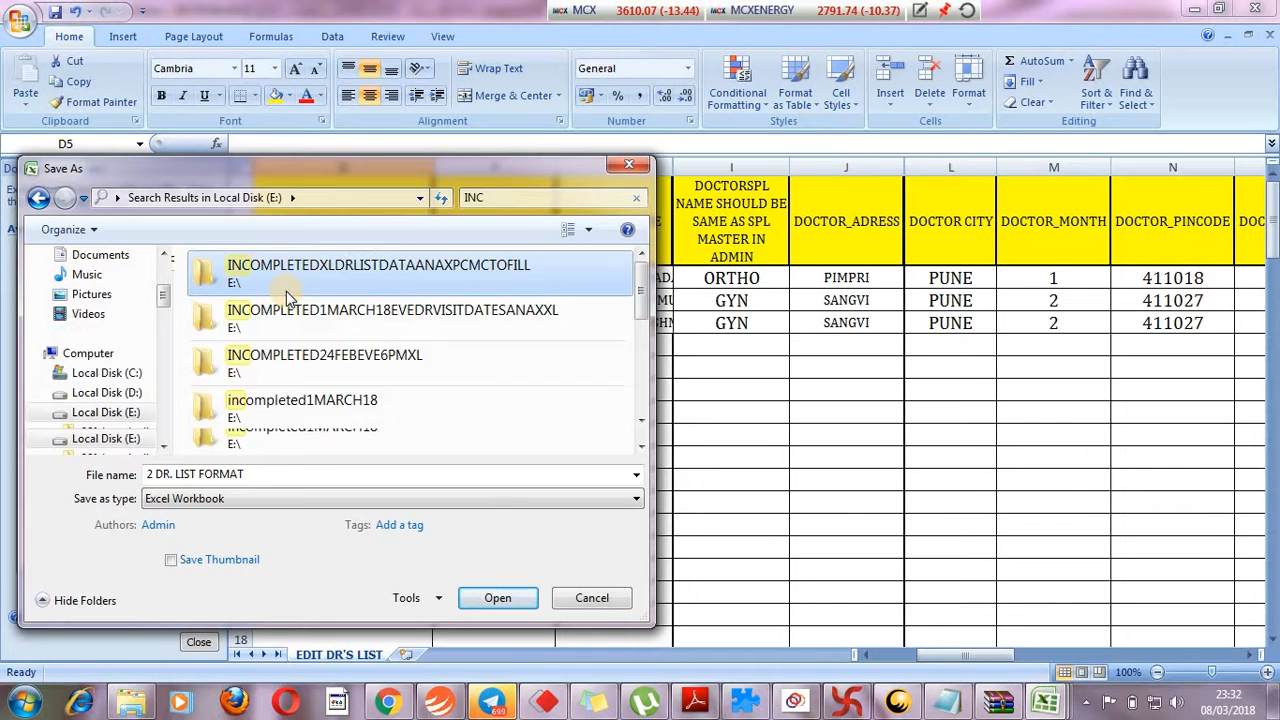 MCX MCX 3610.07 (-13.44) MCX MCXENERGY 2791.74 (-10.37)
Home Insert Page Layout Formulas Data Review View
Paste Cut Copy Format Painter
Cambria 11
B I U A
Wrap Text
Merge & Center
General
% ,
Conditional Formatting Format as Table Cell Styles
Insert Delete Format
Σ AutoSum Fill Clear
Sort & Filter Find & Select
Clipboard Font Alignment Number Styles Cells Editing
D5 fx
Save As
Search Results in Local Disk (E:) INC
Organize
Documents
Music
Pictures
Videos
Computer
Local Disk (C:)
Local Disk (D:)
Local Disk (E:)
Local Disk (E:)
INCOMPLETEDXLDRLISTDATAANAXPCMCTOFILL
E:\
INCOMPLETED1MARCH18EVEDRVISITDATESANAXXL
E:\
INCOMPLETED24FEBEVE6PMXL
E:\
incompleted1MARCH18
E:\
incompleted1MARCH18
E:\
File name: 2 DR. LIST FORMAT
Save as type: Excel Workbook
Authors: Admin Tags: Add a tag
Save Thumbnail
Hide Folders Tools Open Cancel
Close
I J L M N
DOCTORSPL NAME SHOULD BE SAME AS SPL MASTER IN ADMIN DOCTOR_ADRESS DOCTOR CITY DOCTOR_MONTH DOCTOR_PINCODE
ORTHO PIMPRI PUNE 1 411018
GYN SANGVI PUNE 2 411027
GYN SANGVI PUNE 2 411027
18
EDIT DR'S LIST
Ready 100%
699
23:32
08/03/2018